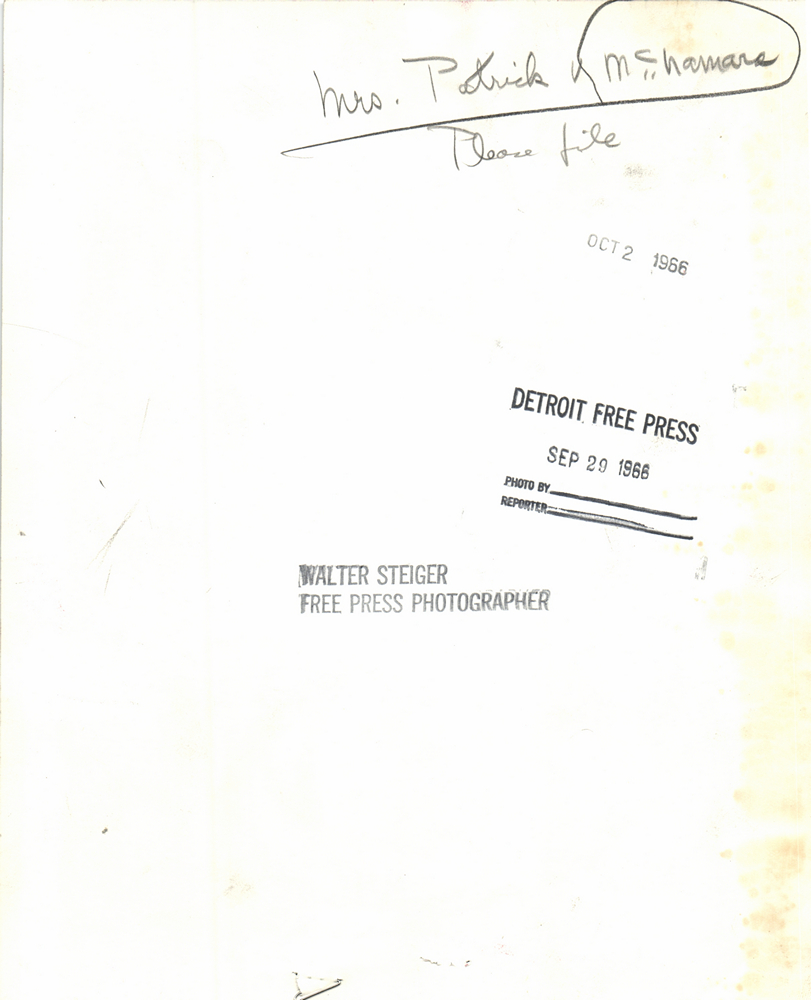 Mrs. Patrick V McNamara
Please file
OCT 2 1966
DETROIT FREE PRESS
SEP 29 1966
PHOTO BY
REPORTER
WALTER STEIGER
FREE PRESS PHOTOGRAPHER